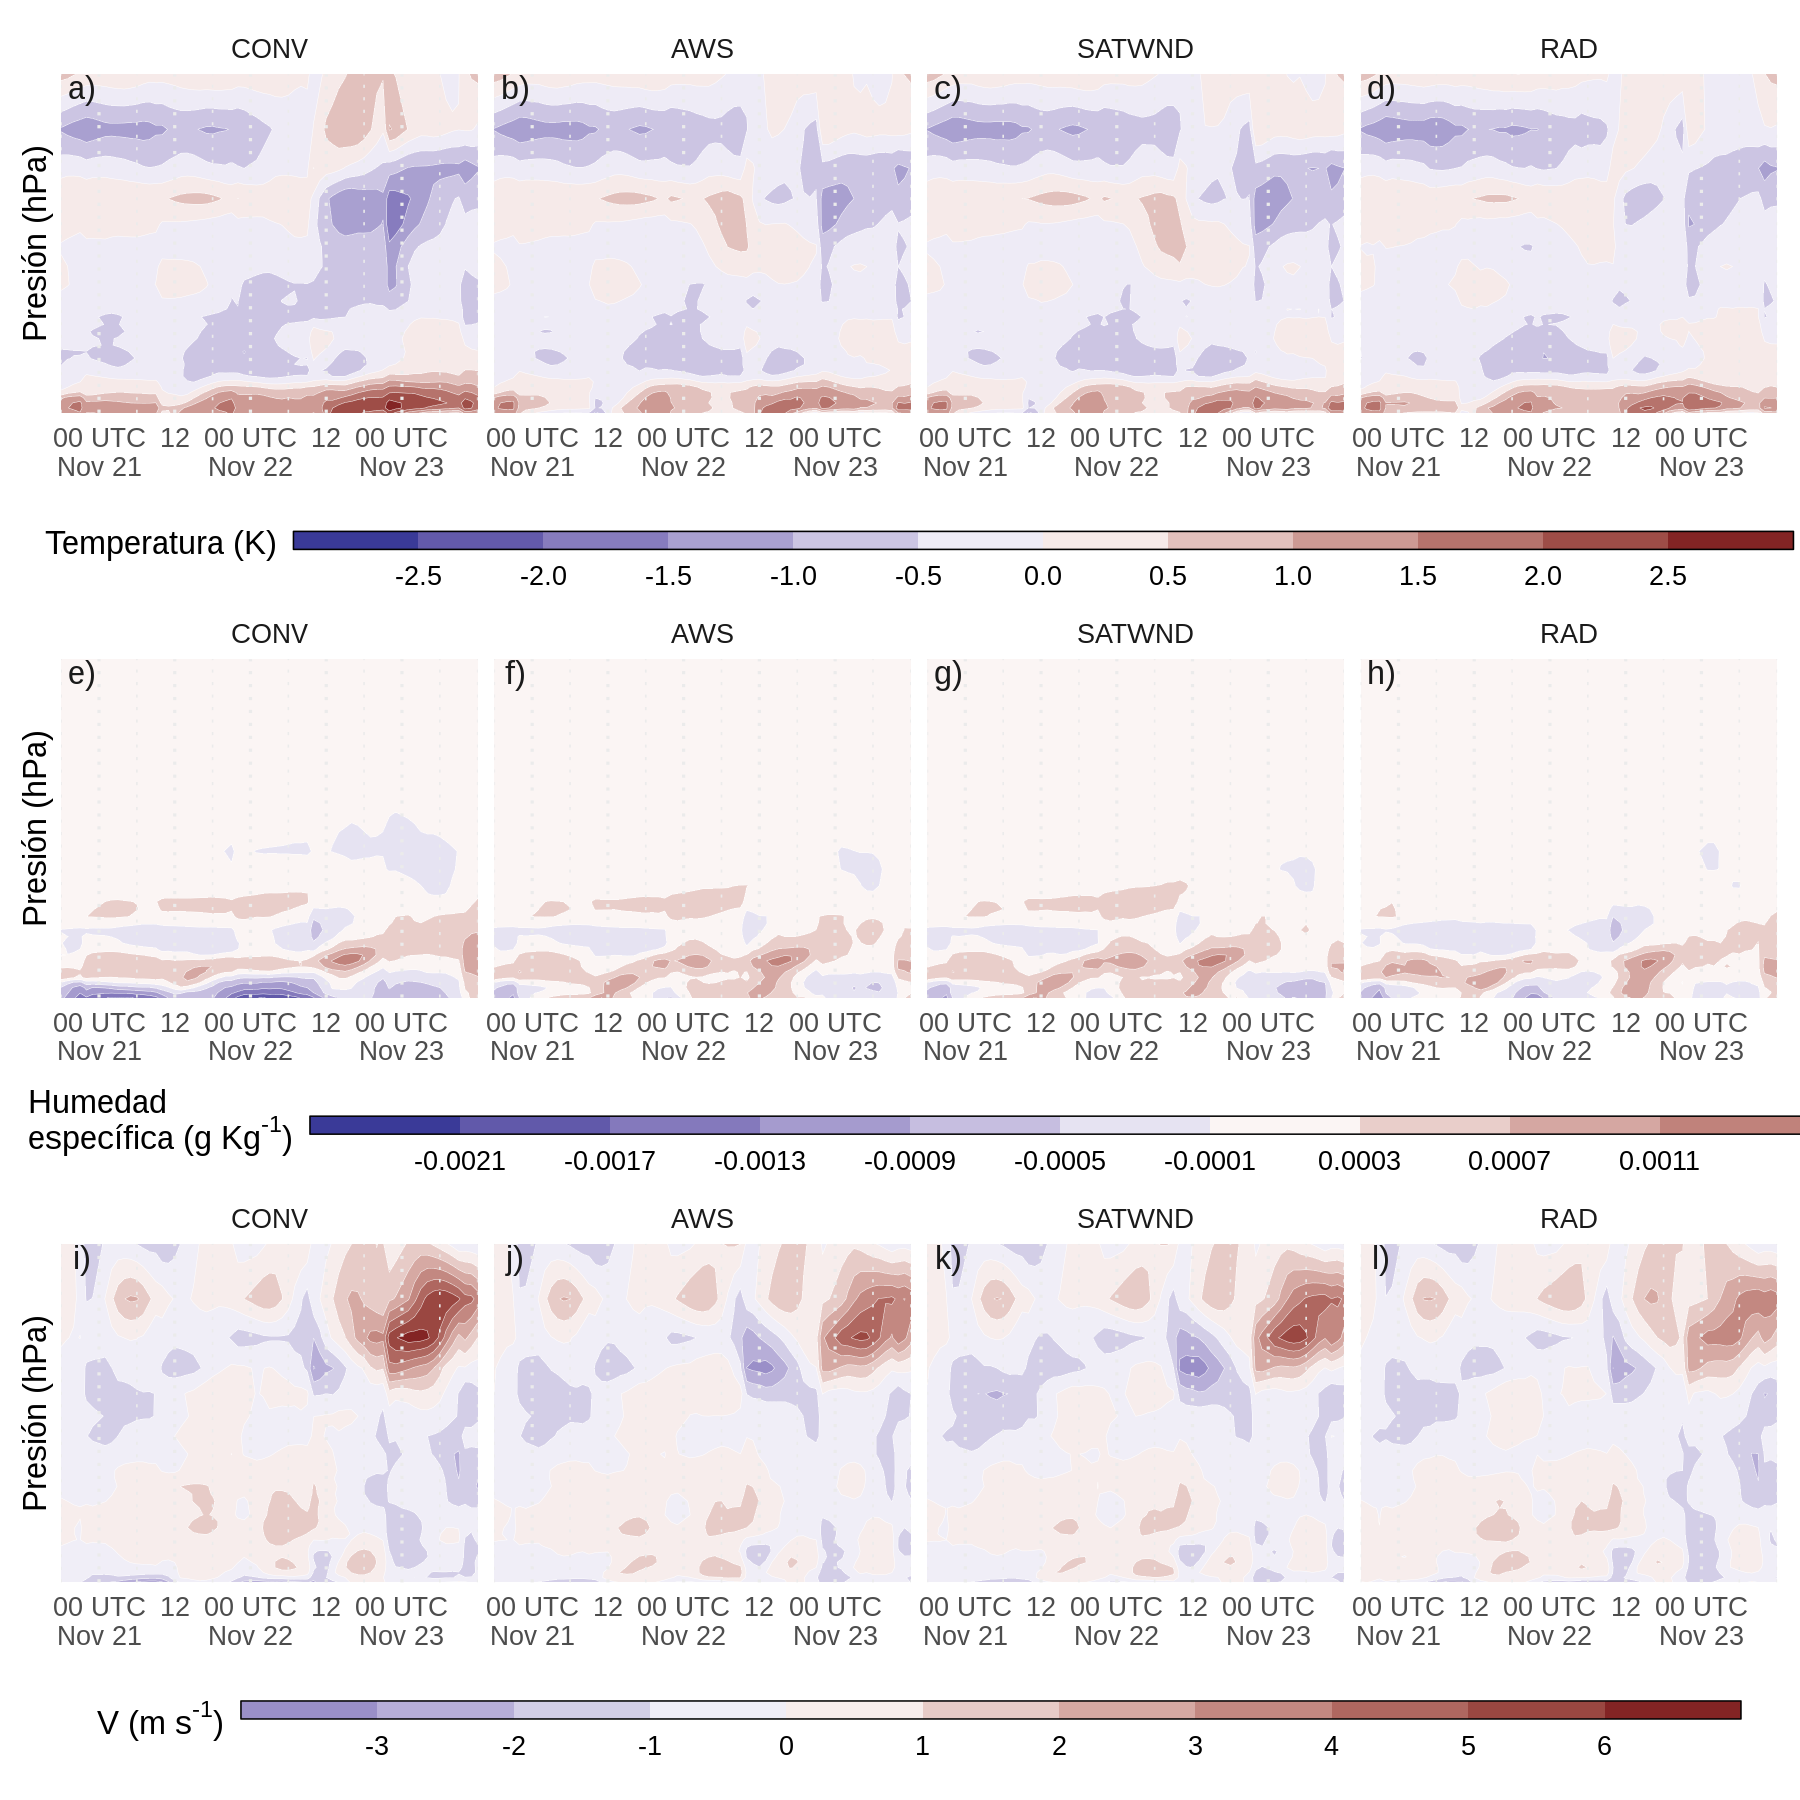 CONV AWS SATWND RAD
a) b) c) d)
Presión (hPa)
00 UTC 12 00 UTC 12 00 UTC 00 UTC 12 00 UTC 12 00 UTC 00 UTC 12 00 UTC 12 00 UTC 00 UTC 12 00 UTC 12 00 UTC
Nov 21 Nov 22 Nov 23 Nov 21 Nov 22 Nov 23 Nov 21 Nov 22 Nov 23 Nov 21 Nov 22 Nov 23
Temperatura (K)
-2.5 -2.0 -1.5 -1.0 -0.5 0.0 0.5 1.0 1.5 2.0 2.5
CONV AWS SATWND RAD
e) f) g) h)
Presión (hPa)
00 UTC 12 00 UTC 12 00 UTC 00 UTC 12 00 UTC 12 00 UTC 00 UTC 12 00 UTC 12 00 UTC 00 UTC 12 00 UTC 12 00 UTC
Nov 21 Nov 22 Nov 23 Nov 21 Nov 22 Nov 23 Nov 21 Nov 22 Nov 23 Nov 21 Nov 22 Nov 23
Humedad
específica (g Kg⁻¹)
-0.0021 -0.0017 -0.0013 -0.0009 -0.0005 -0.0001 0.0003 0.0007 0.0011
CONV AWS SATWND RAD
i) j) k) l)
Presión (hPa)
00 UTC 12 00 UTC 12 00 UTC 00 UTC 12 00 UTC 12 00 UTC 00 UTC 12 00 UTC 12 00 UTC 00 UTC 12 00 UTC 12 00 UTC
Nov 21 Nov 22 Nov 23 Nov 21 Nov 22 Nov 23 Nov 21 Nov 22 Nov 23 Nov 21 Nov 22 Nov 23
V (m s⁻¹)
-3 -2 -1 0 1 2 3 4 5 6